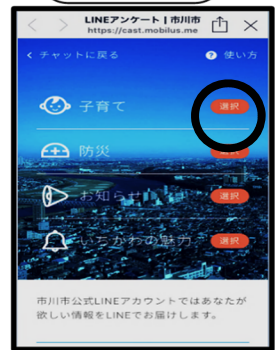 LINEアンケート | 市川市
https://cast.mobilus.me
チャットに戻る
? 使い方
子育て
選択
防災
選択
お知らせ
選択
いちかわの魅力
選択
市川市公式LINEアカウントではあなたが
欲しい情報をLINEでお届けします。